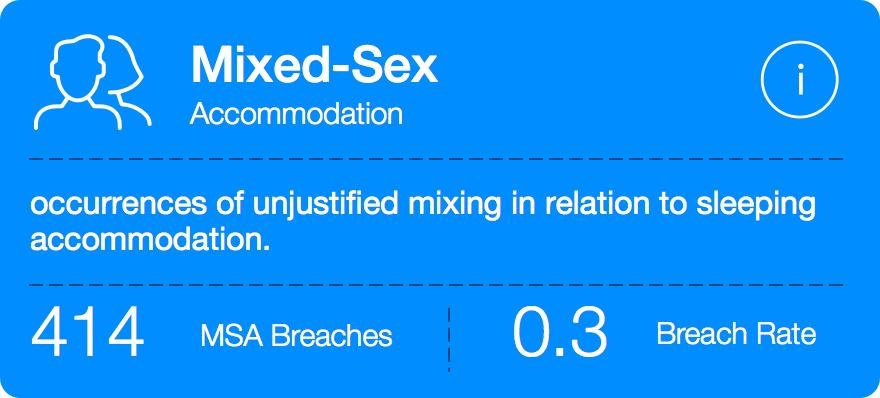 Mixed-Sex
Accommodation
i
occurrences of unjustified mixing in relation to sleeping
accommodation.
414 MSA Breaches 0.3 Breach Rate